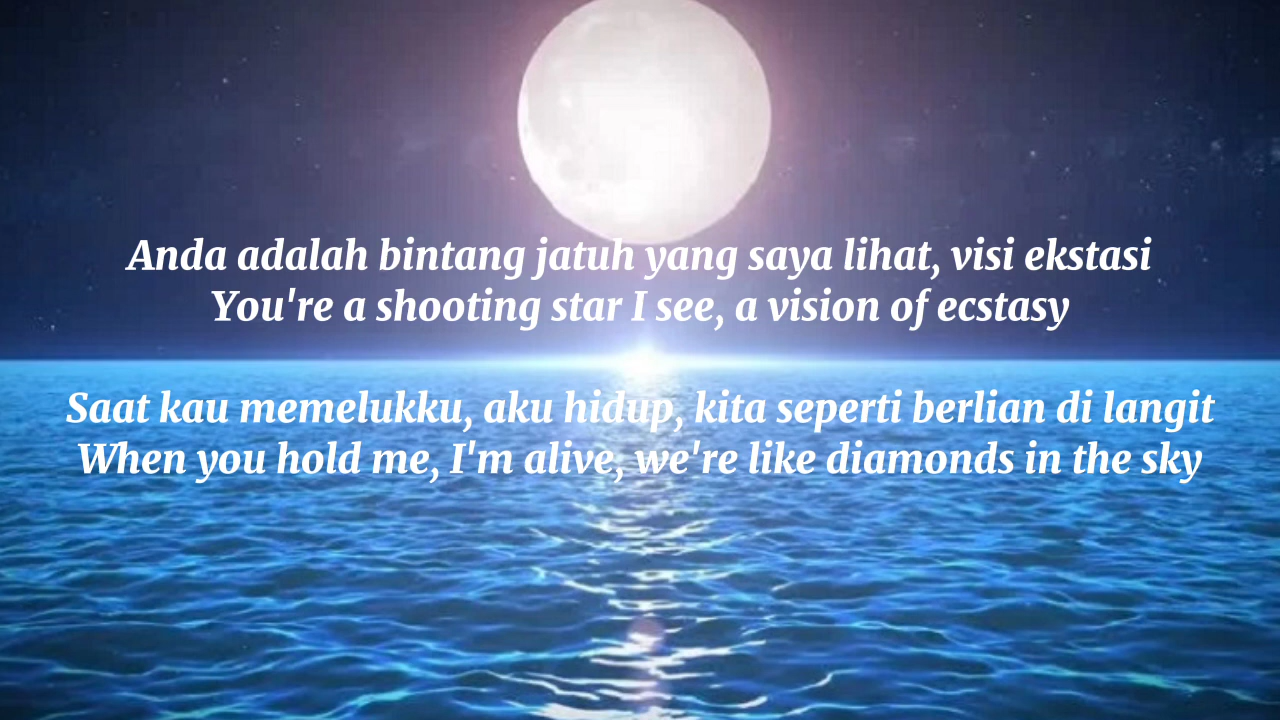 Anda adalah bintang jatuh yang saya lihat, visi ekstasi
You're a shooting star I see, a vision of ecstasy
Saat kau memelukku, aku hidup, kita seperti berlian di langit
When you hold me, I'm alive, we're like diamonds in the sky